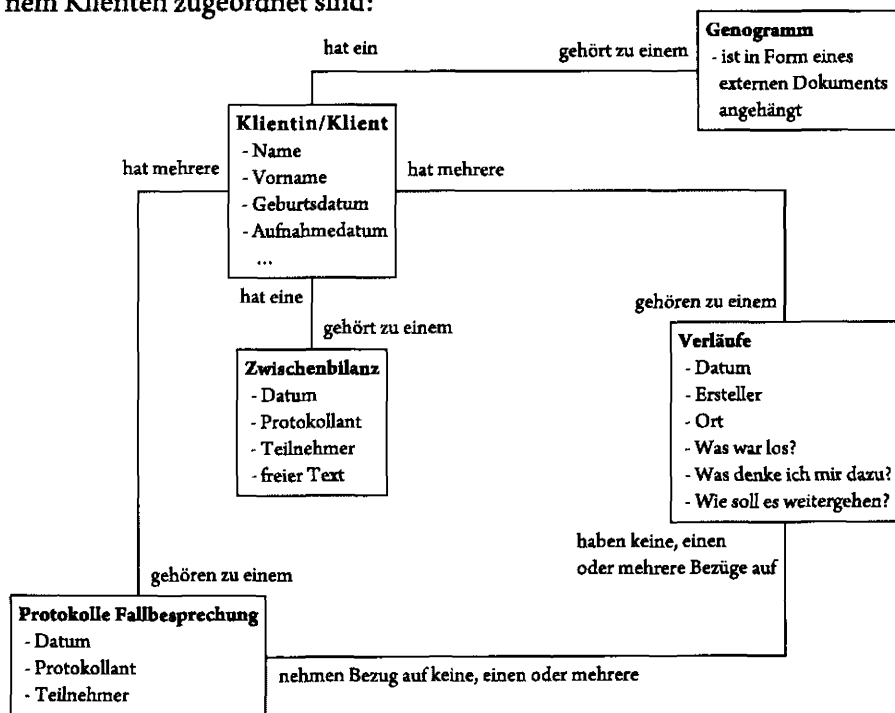 nem Klienten zugeordnet sind:
Genogramm
- ist in Form eines
externen Dokuments
angehängt
hat ein
gehört zu einem
Klientin/Klient
- Name
- Vorname
- Geburtsdatum
- Aufnahmedatum
...
hat mehrere
hat mehrere
hat eine
gehört zu einem
gehören zu einem
Zwischenbilanz
- Datum
- Protokollant
- Teilnehmer
- freier Text
Verläufe
- Datum
- Ersteller
- Ort
- Was war los?
- Was denke ich mir dazu?
- Wie soll es weitergehen?
haben keine, einen
oder mehrere Bezüge auf
gehören zu einem
Protokolle Fallbesprechung
- Datum
- Protokollant
- Teilnehmer
nehmen Bezug auf keine, einen oder mehrere